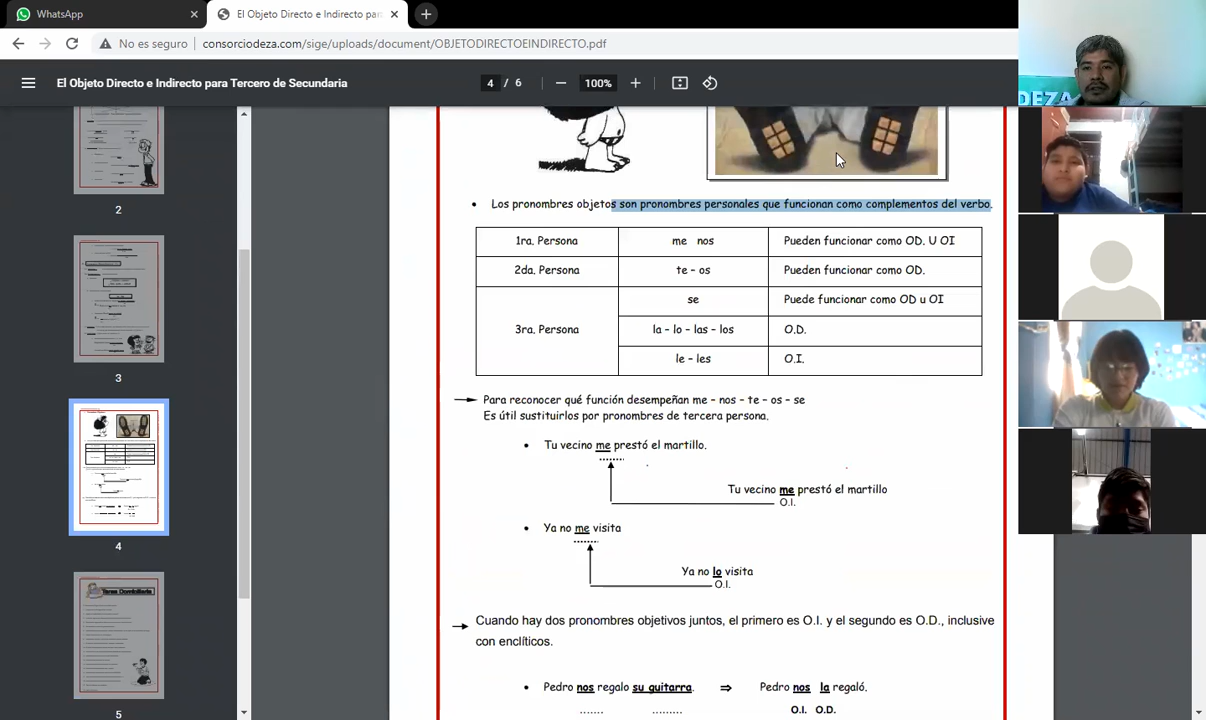 WhatsApp
El Objeto Directo e Indirecto par
No es seguro
consorciodeza.com/sige/uploads/document/OBJETODIRECTOEINDIRECTO.pdf
El Objeto Directo e Indirecto para Tercero de Secundaria
4 / 6
100%
DEZA
2
3
4
Tarea Domiciliaria
5
Los pronombres objetos son pronombres personales que funcionan como complementos del verbo.
1ra. Persona me nos Pueden funcionar como OD. U OI
2da. Persona te – os Pueden funcionar como OD.
se Puede funcionar como OD u OI
3ra. Persona la – lo – las – los O.D.
le – les O.I.
Para reconocer qué función desempeñan me – nos – te – os – se
Es útil sustituirlos por pronombres de tercera persona.
Tu vecino me prestó el martillo.
Tu vecino me prestó el martillo
O.I.
Ya no me visita
Ya no lo visita
O.I.
Cuando hay dos pronombres objetivos juntos, el primero es O.I. y el segundo es O.D., inclusive
con enclíticos.
Pedro nos regalo su guitarra. ⇒ Pedro nos la regaló.
....... ......... O.I. O.D.